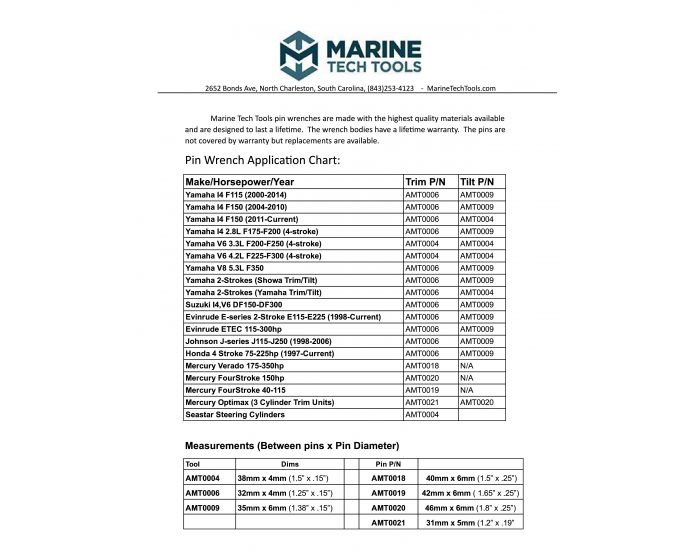 MARINE
TECH TOOLS
2652 Bonds Ave, North Charleston, South Carolina, (843)253-4123 - MarineTechTools.com
Marine Tech Tools pin wrenches are made with the highest quality materials available
and are designed to last a lifetime. The wrench bodies have a lifetime warranty. The pins are
not covered by warranty but replacements are available.
Pin Wrench Application Chart:
Make/Horsepower/Year Trim P/N Tilt P/N
Yamaha I4 F115 (2000-2014) AMT0006 AMT0009
Yamaha I4 F150 (2004-2010) AMT0006 AMT0009
Yamaha I4 F150 (2011-Current) AMT0006 AMT0004
Yamaha I4 2.8L F175-F200 (4-stroke) AMT0006 AMT0009
Yamaha V6 3.3L F200-F250 (4-stroke) AMT0004 AMT0004
Yamaha V6 4.2L F225-F300 (4-stroke) AMT0004 AMT0009
Yamaha V8 5.3L F350 AMT0006 AMT0009
Yamaha 2-Strokes (Showa Trim/Tilt) AMT0006 AMT0009
Yamaha 2-Strokes (Yamaha Trim/Tilt) AMT0006 AMT0004
Suzuki I4,V6 DF150-DF300 AMT0006 AMT0009
Evinrude E-series 2-Stroke E115-E225 (1998-Current) AMT0006 AMT0009
Evinrude ETEC 115-300hp AMT0006 AMT0009
Johnson J-series J115-J250 (1998-2006) AMT0006 AMT0009
Honda 4 Stroke 75-225hp (1997-Current) AMT0006 AMT0009
Mercury Verado 175-350hp AMT0018 N/A
Mercury FourStroke 150hp AMT0020 N/A
Mercury FourStroke 40-115 AMT0019 N/A
Mercury Optimax (3 Cylinder Trim Units) AMT0021 AMT0020
Seastar Steering Cylinders AMT0004
Measurements (Between pins x Pin Diameter)
Tool Dims Pin P/N
AMT0004 38mm x 4mm (1.5" x .15") AMT0018 40mm x 6mm (1.5" x .25")
AMT0006 32mm x 4mm (1.25" x .15") AMT0019 42mm x 6mm ( 1.65" x .25")
AMT0009 35mm x 6mm (1.38" x .15") AMT0020 46mm x 6mm (1.8" x .25")
AMT0021 31mm x 5mm (1.2" x .19"